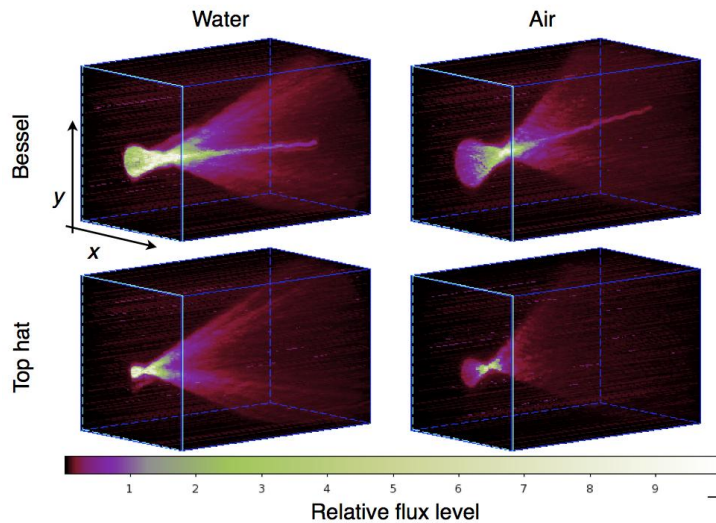 Water Air
Bessel
y
x
Top hat
1 2 3 4 5 6 7 8 9
Relative flux level